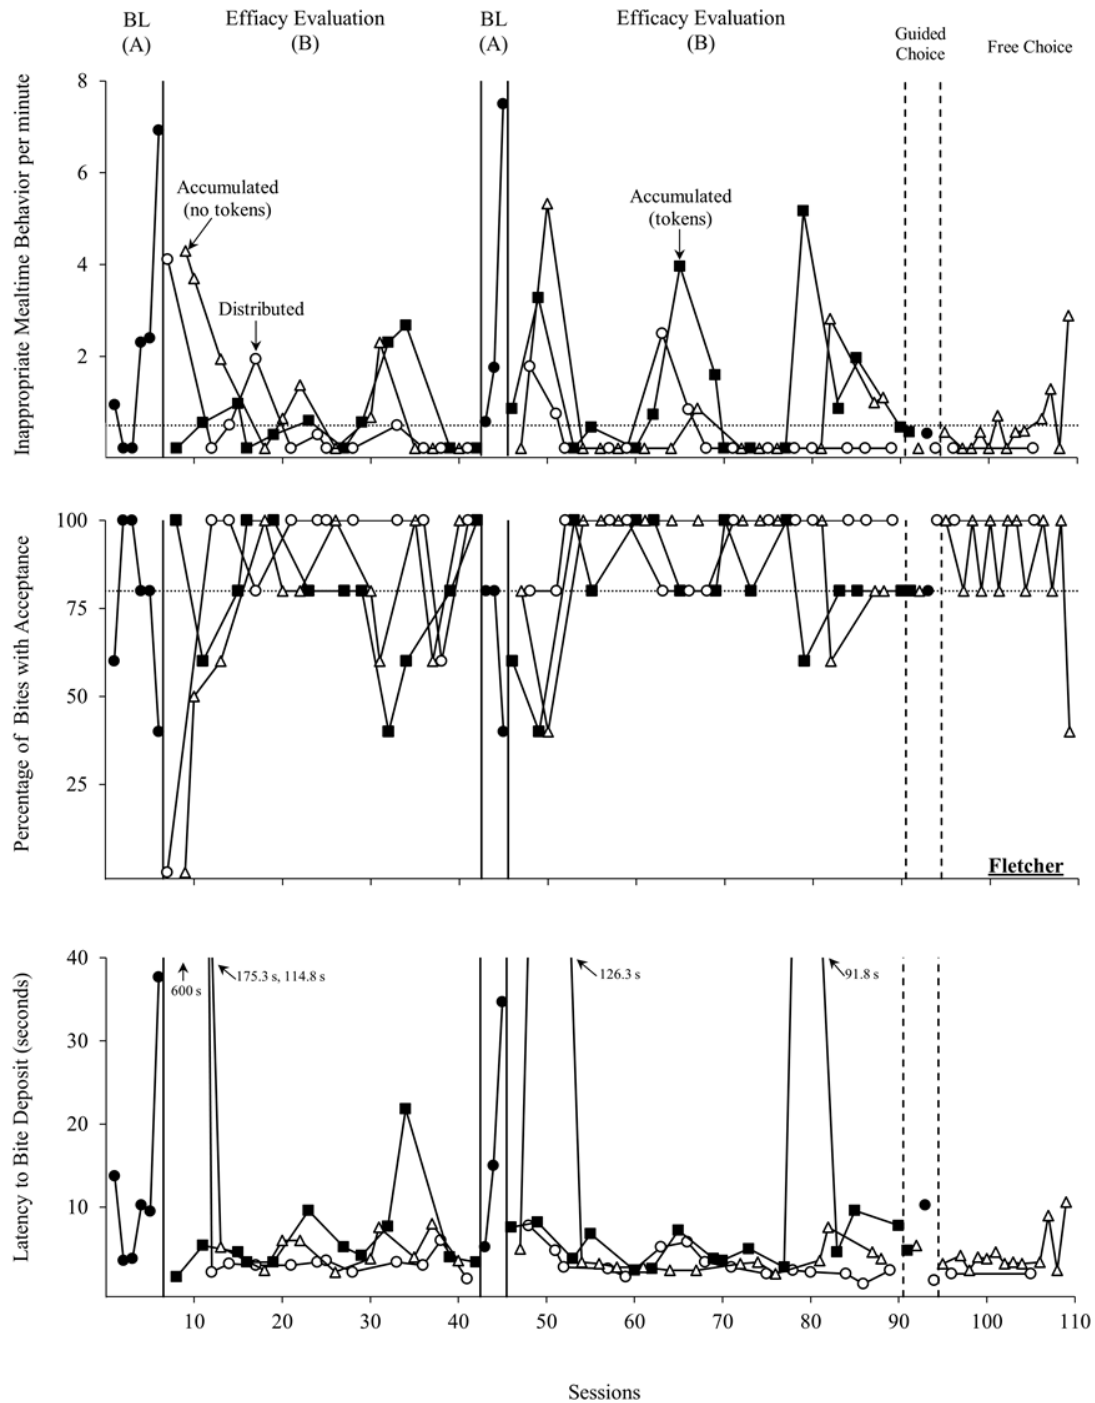 BL
(A)
Effiacy Evaluation
(B)
BL
(A)
Efficacy Evaluation
(B)
Guided
Choice
Free Choice
Inappropriate Mealtime Behavior per minute
8
6
4
2
Accumulated
(no tokens)
Distributed
Accumulated
(tokens)
Percentage of Bites with Acceptance
100
75
50
25
Fletcher
Latency to Bite Deposit (seconds)
40
30
20
10
600 s
175.3 s, 114.8 s
126.3 s
91.8 s
10 20 30 40 50 60 70 80 90 100 110
Sessions